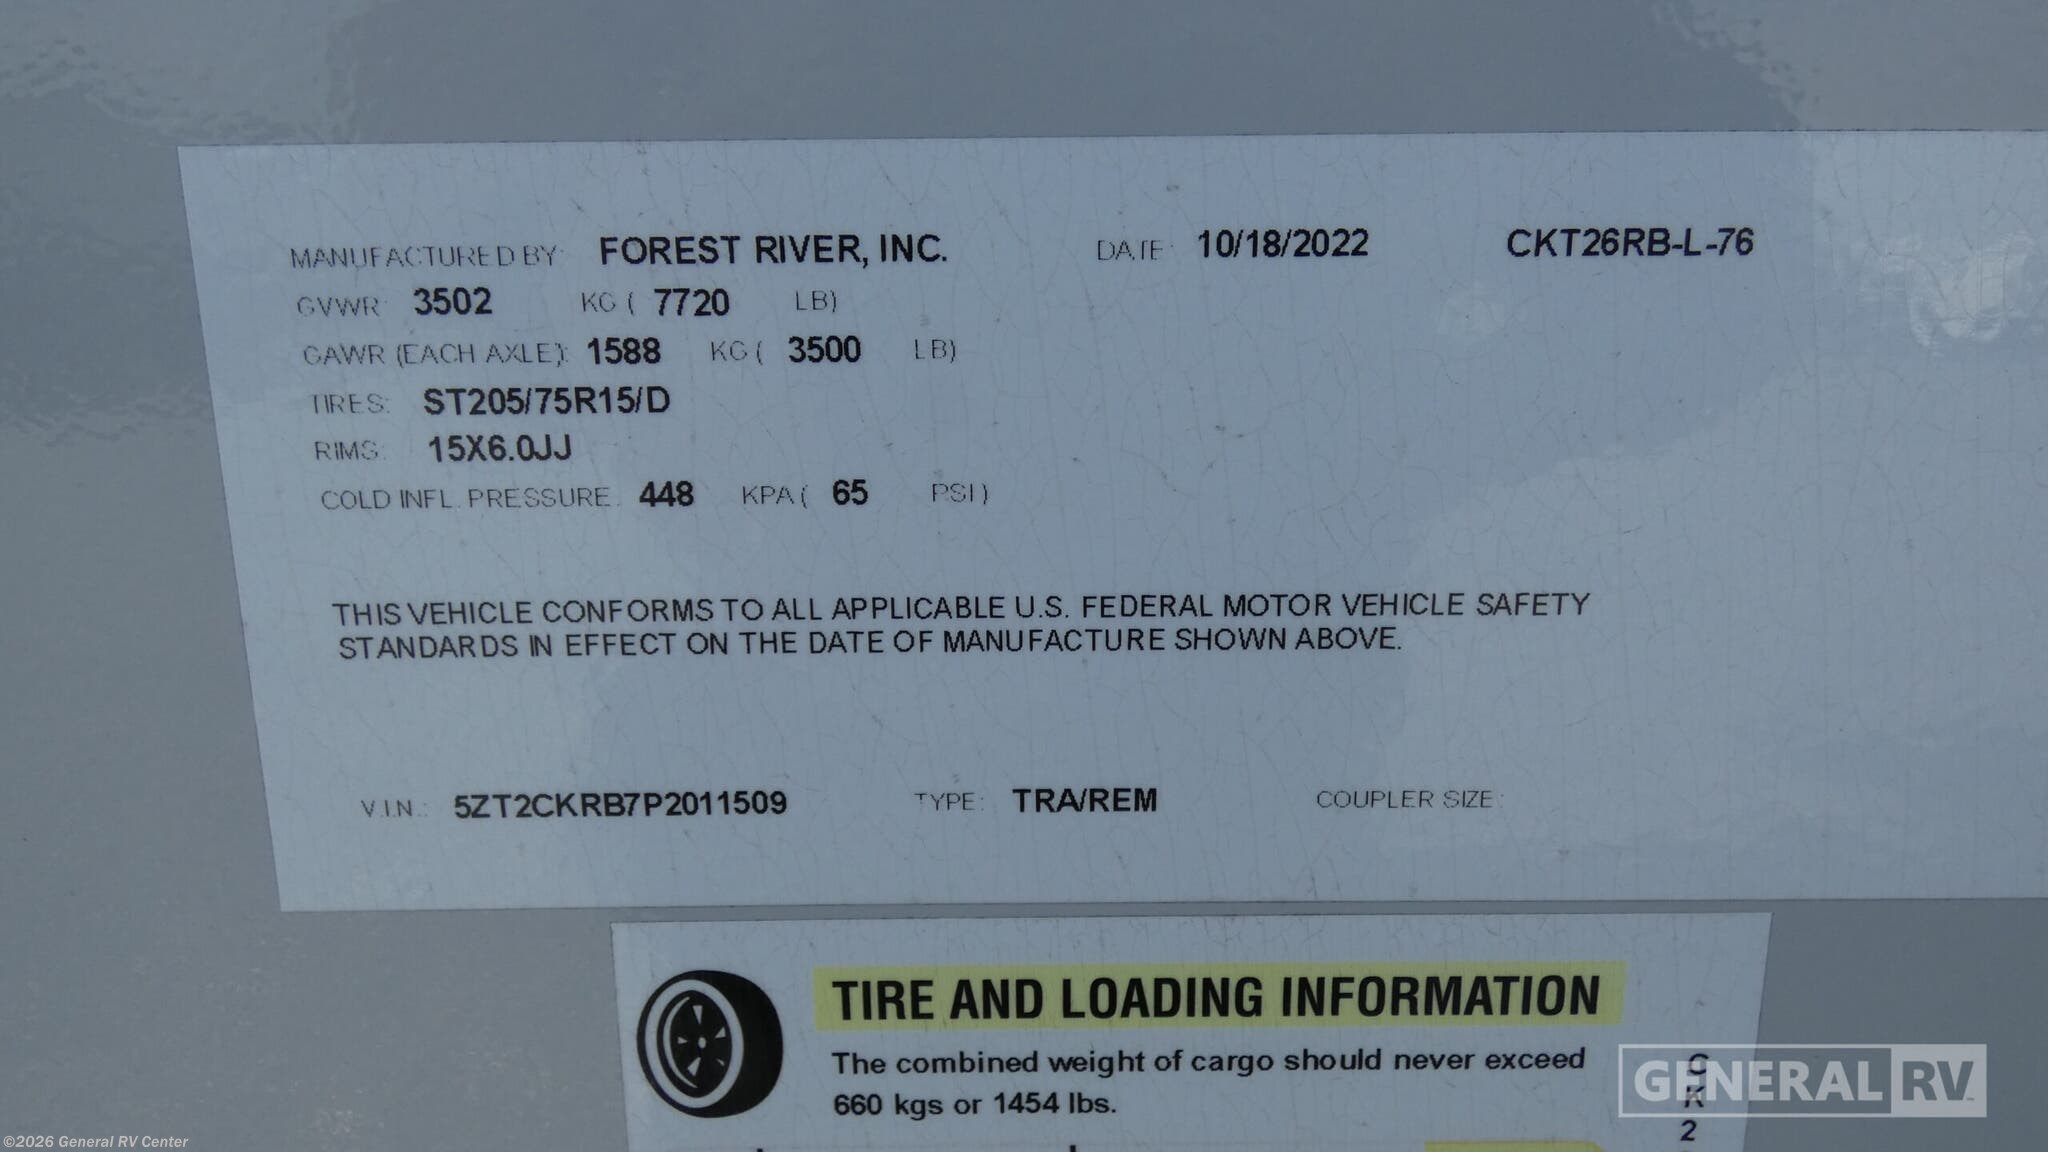 MANUFACTURED BY: FOREST RIVER, INC. DATE: 10/18/2022 CKT26RB-L-76
GVWR: 3502 KG ( 7720 LB)
GAWR (EACH AXLE): 1588 KG ( 3500 LB)
TIRES: ST205/75R15/D
RIMS: 15X6.0JJ
COLD INFL. PRESSURE: 448 KPA ( 65 PSI )
THIS VEHICLE CONFORMS TO ALL APPLICABLE U.S. FEDERAL MOTOR VEHICLE SAFETY
STANDARDS IN EFFECT ON THE DATE OF MANUFACTURE SHOWN ABOVE.
V.I.N.: 5ZT2CKRB7P2011509 TYPE: TRA/REM COUPLER SIZE:
TIRE AND LOADING INFORMATION
The combined weight of cargo should never exceed
660 kgs or 1454 lbs.
CK2
GENERAL RV
©2026 General RV Center